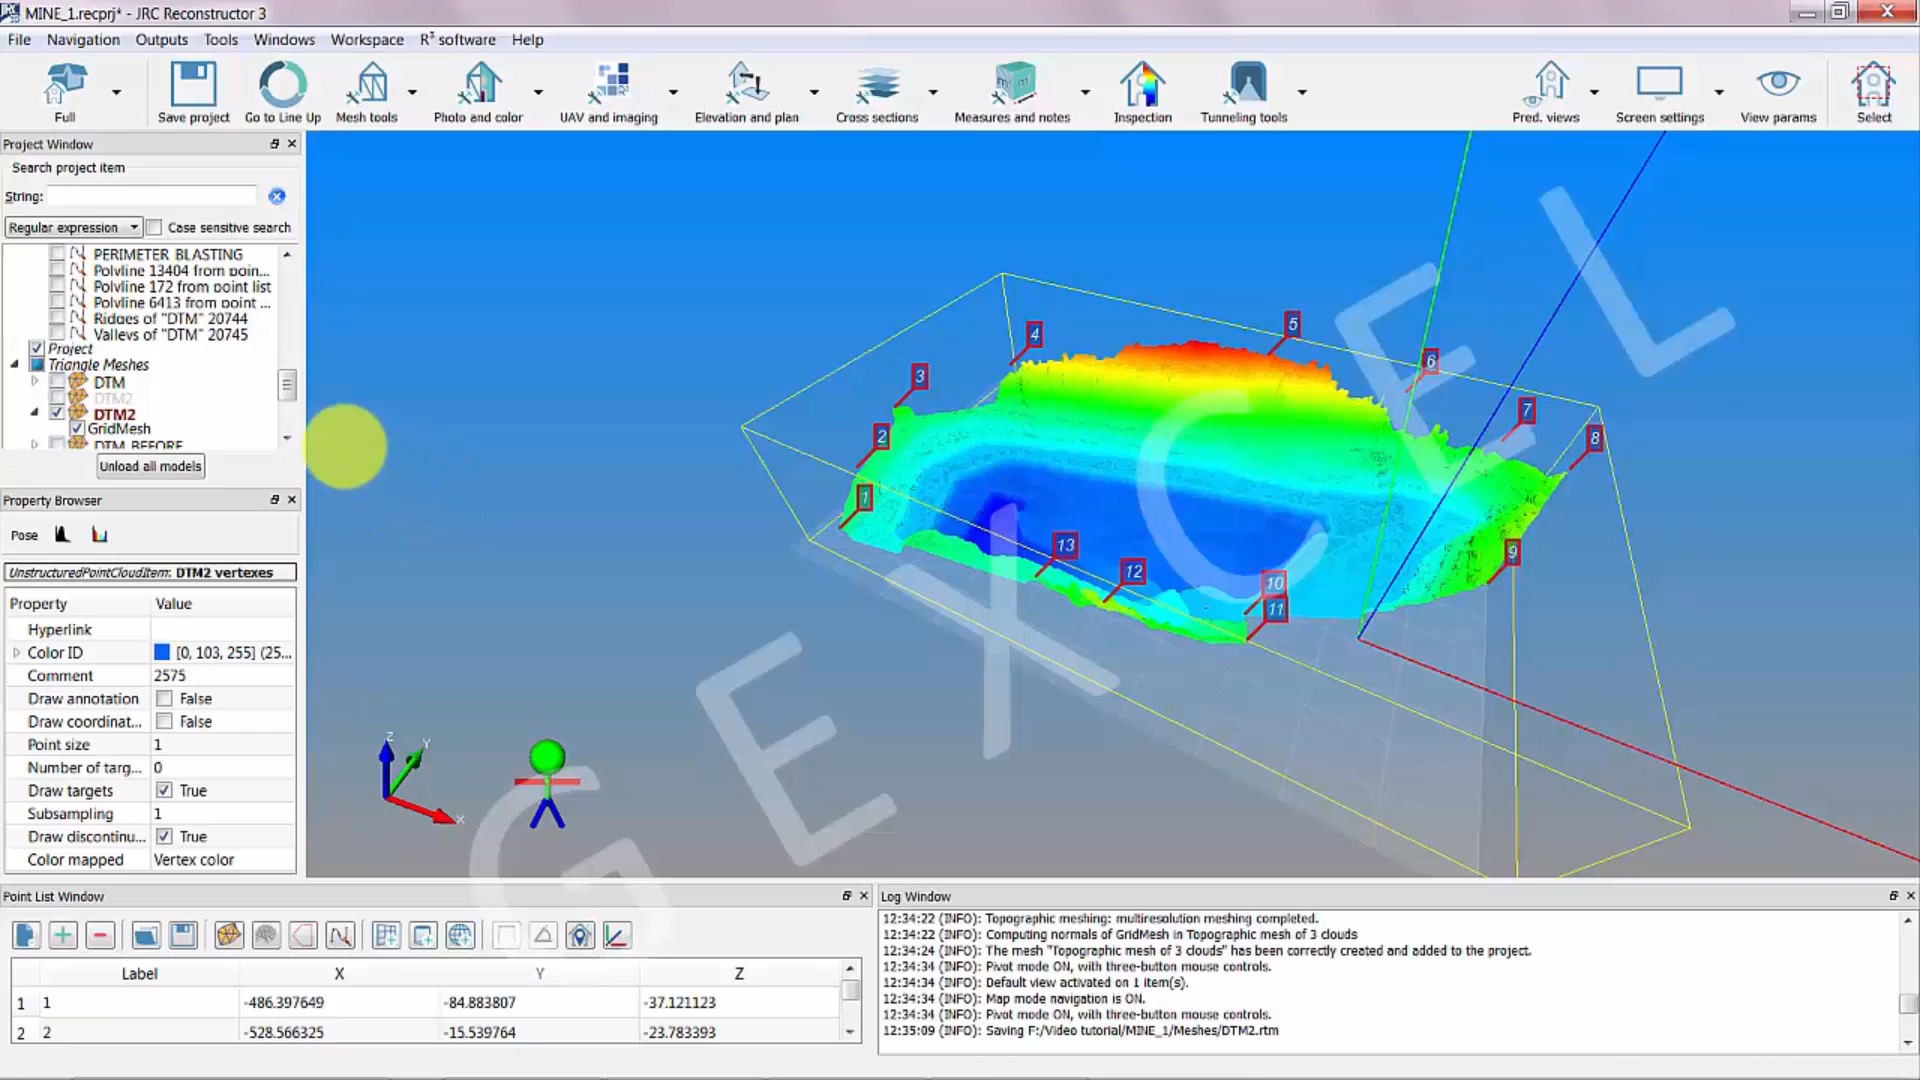 MINE_1.recprj* - JRC Reconstructor 3
File Navigation Outputs Tools Windows Workspace R³ software Help
Full Save project Go to Line Up Mesh tools Photo and color UAV and imaging Elevation and plan Cross sections Measures and notes Inspection Tunneling tools Pred. views Screen settings View params Select
Project Window
Search project item
String:
Regular expression Case sensitive search
PERIMETER BLASTING
Polyline 13404 from poin...
Polyline 172 from point list
Polyline 6413 from point ...
Ridges of "DTM" 20744
Valleys of "DTM" 20745
Project
Triangle Meshes
DTM
DTM2
DTM2
GridMesh
DTM BEFORE
Unload all models
Property Browser
Pose
UnstructuredPointCloudItem: DTM2 vertexes
Property Value
Hyperlink
Color ID [0, 103, 255] (25...
Comment 2575
Draw annotation False
Draw coordinat... False
Point size 1
Number of targ... 0
Draw targets True
Subsampling 1
Draw discontinu... True
Color mapped Vertex color
5
4
6
3
7
2
8
1
13
9
12
10
11
GEXCEL
Z
Y
X
Point List Window
Label X Y Z
1 1 -486.397649 -84.883807 -37.121123
2 2 -528.566325 -15.539764 -23.783393
Log Window
12:34:22 (INFO): Topographic meshing: multiresolution meshing completed.
12:34:22 (INFO): Computing normals of GridMesh in Topographic mesh of 3 clouds
12:34:24 (INFO): The mesh "Topographic mesh of 3 clouds" has been correctly created and added to the project.
12:34:34 (INFO): Pivot mode ON, with three-button mouse controls.
12:34:34 (INFO): Default view activated on 1 item(s).
12:34:34 (INFO): Map mode navigation is ON.
12:34:34 (INFO): Pivot mode ON, with three-button mouse controls.
12:35:09 (INFO): Saving F:/Video tutorial/MINE_1/Meshes/DTM2.rtm